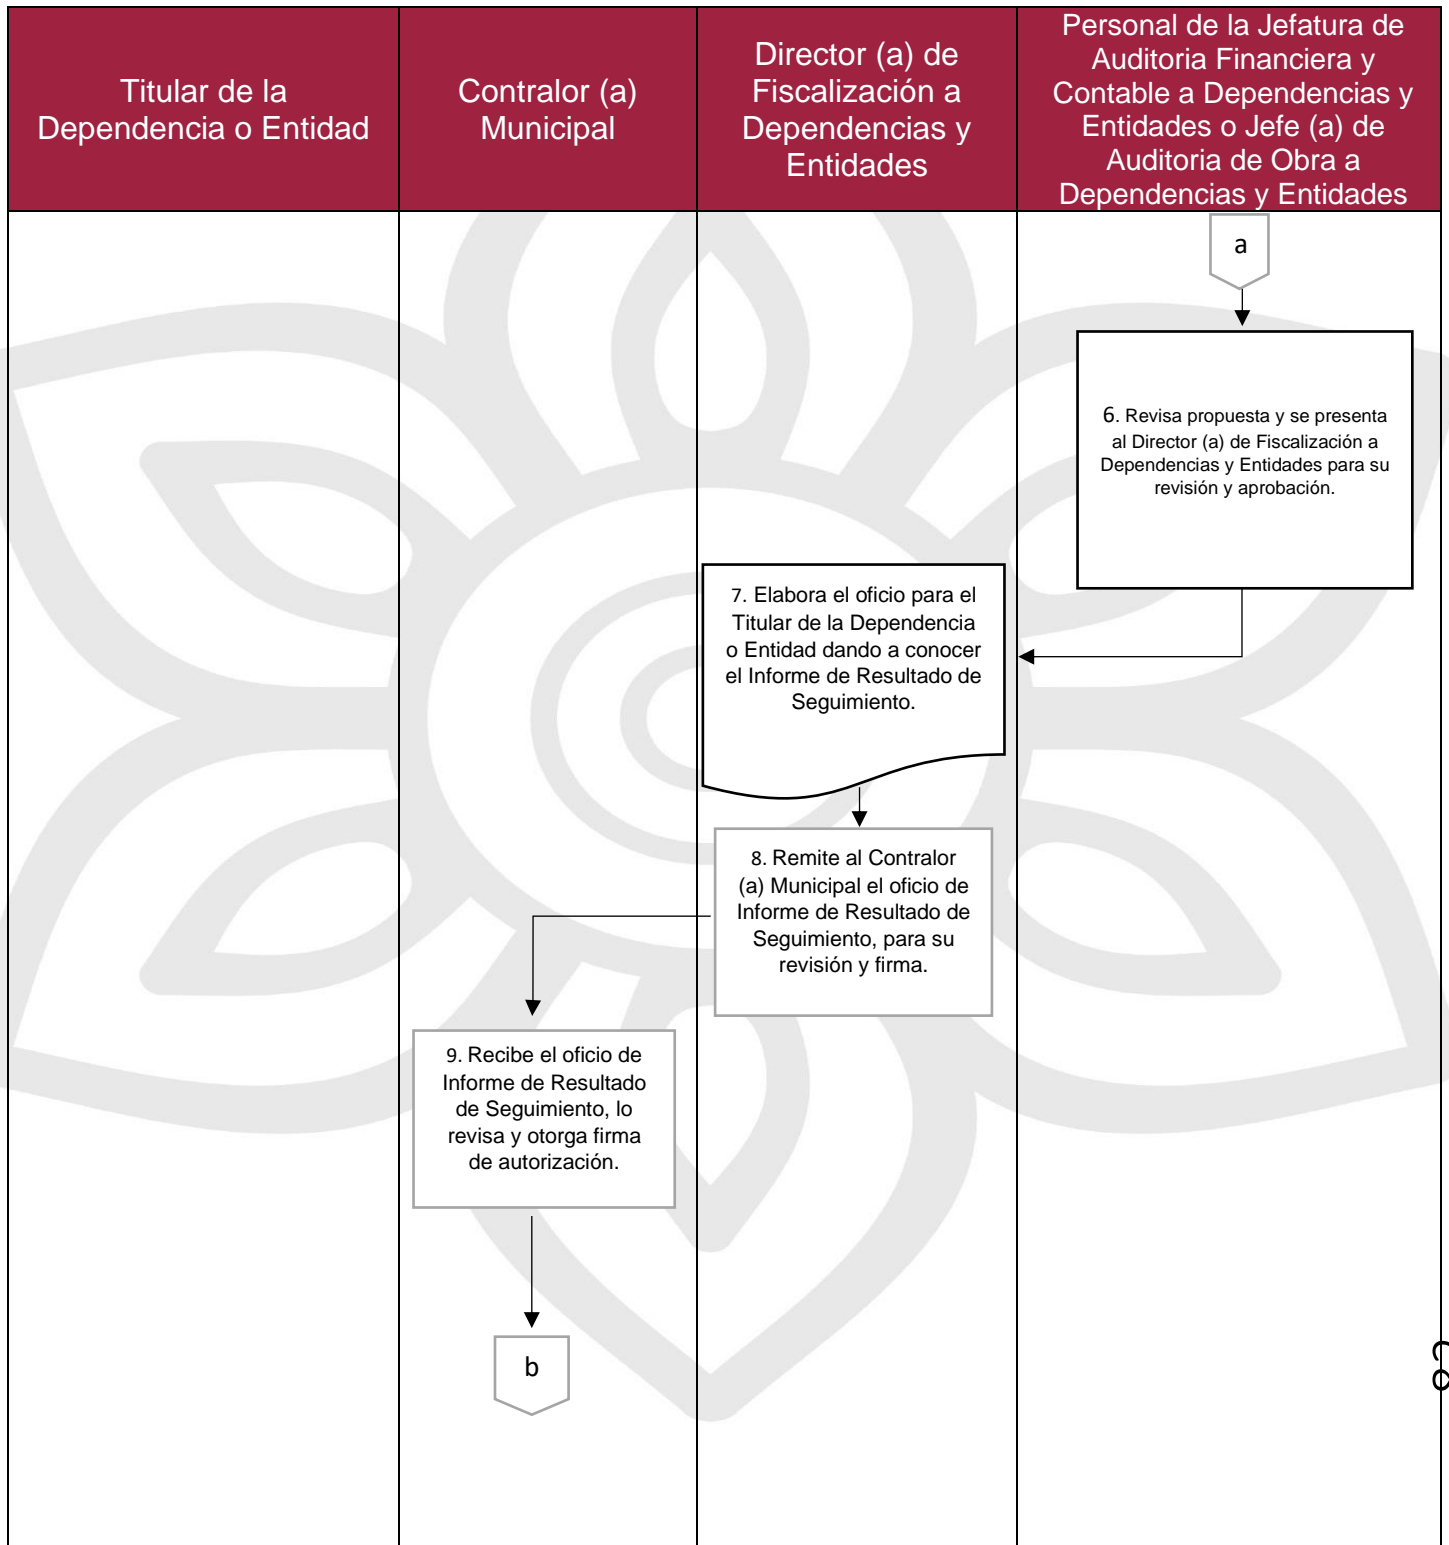 Titular de la
Dependencia o Entidad
Contralor (a)
Municipal
Director (a) de
Fiscalización a
Dependencias y
Entidades
Personal de la Jefatura de
Auditoria Financiera y
Contable a Dependencias y
Entidades o Jefe (a) de
Auditoria de Obra a
Dependencias y Entidades
a
6. Revisa propuesta y se presenta
al Director (a) de Fiscalización a
Dependencias y Entidades para su
revisión y aprobación.
7. Elabora el oficio para el
Titular de la Dependencia
o Entidad dando a conocer
el Informe de Resultado de
Seguimiento.
8. Remite al Contralor
(a) Municipal el oficio de
Informe de Resultado de
Seguimiento, para su
revisión y firma.
9. Recibe el oficio de
Informe de Resultado
de Seguimiento, lo
revisa y otorga firma
de autorización.
b